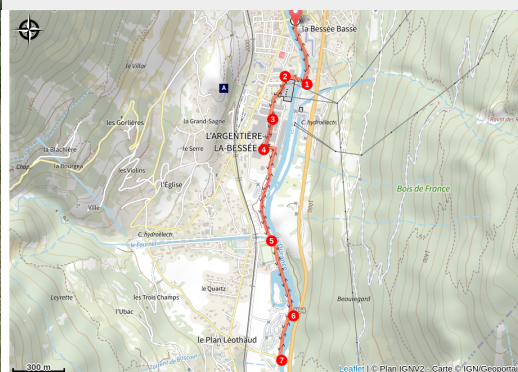 la Bessée Basse
le Villar
2
1
A
les Gorlières
la Grand-Sagne
3
C. hydroélectr.
L'ARGENTIÈRE-
LA-BESSÉE
4
le Serre
la Blachière
la Bourgea
les Violins
l'Église
Bois de France
Ville
C. hydroélectr.
le Fournel
5
Leyrette
les Trois Champs
le Quartz
Beauregard
l'Ubac
6
le Plan Léothaud
7
300 m
Leaflet | © Plan IGNV2 - Carte © IGN/Geoportail